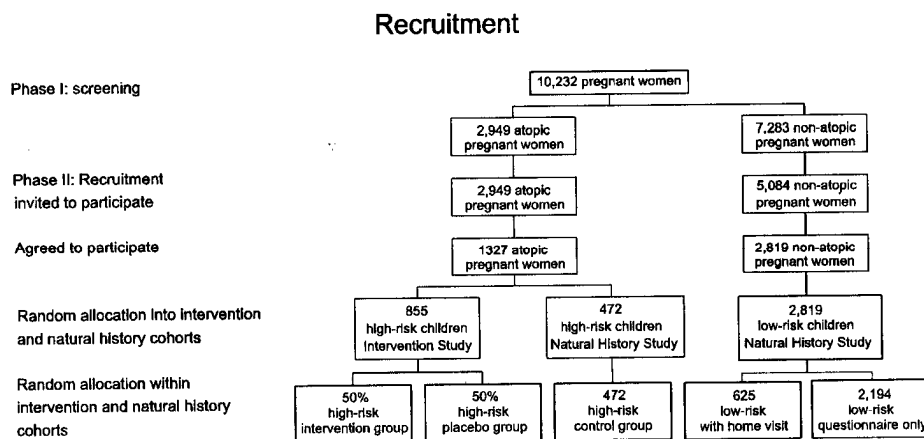 Recruitment
Phase I: screening
10,232 pregnant women
2,949 atopic
pregnant women
7,283 non-atopic
pregnant women
Phase II: Recruitment
invited to participate
2,949 atopic
pregnant women
5,084 non-atopic
pregnant women
Agreed to participate
1327 atopic
pregnant women
2,819 non-atopic
pregnant women
Random allocation into intervention
and natural history cohorts
855
high-risk children
Intervention Study
472
high-risk children
Natural History Study
2,819
low-risk children
Natural History Study
Random allocation within
intervention and natural history
cohorts
50%
high-risk
intervention group
50%
high-risk
placebo group
472
high-risk
control group
625
low-risk
with home visit
2,194
low-risk
questionnaire only